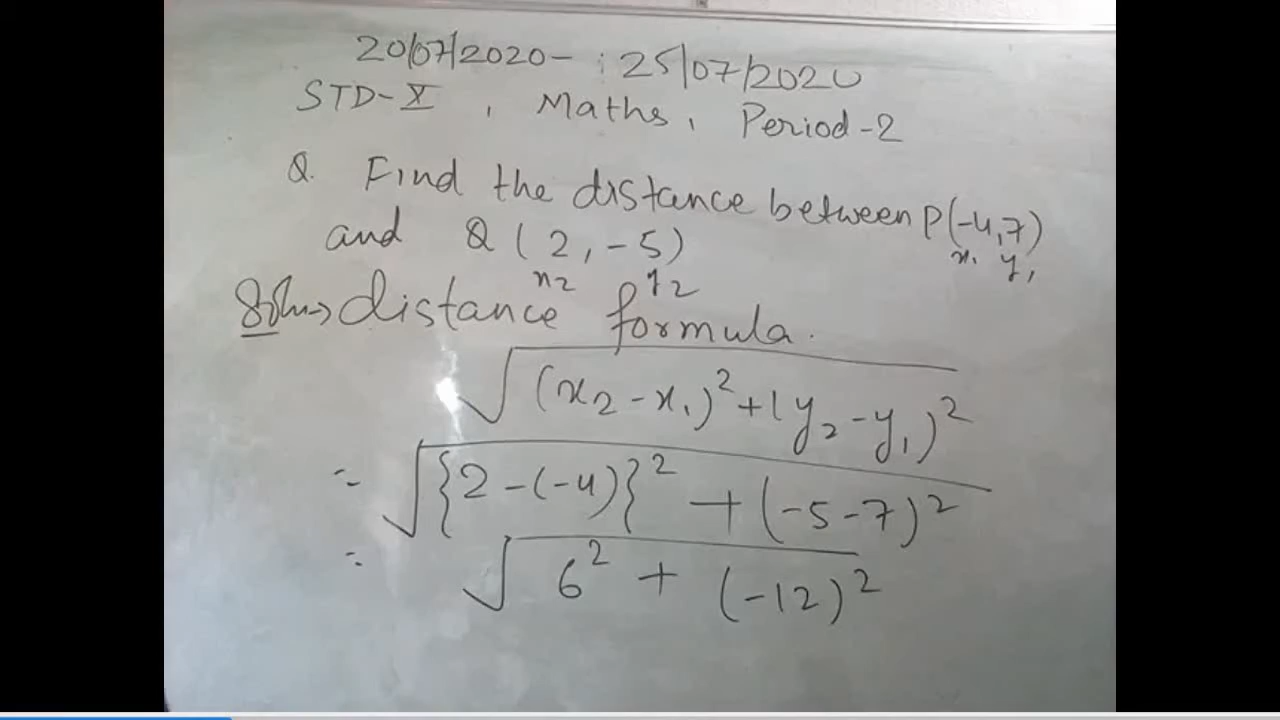 20/07/2020- : 25/07/2020
STD-X , Maths, Period-2
Q. Find the distance between P(-4,7)
and Q (2,-5)
x₁ y₁
x₂ y₂
Soln→ distance formula.
√(x₂-x₁)²+(y₂-y₁)²
= √{2-(-4)}² + (-5-7)²
= √6² + (-12)²